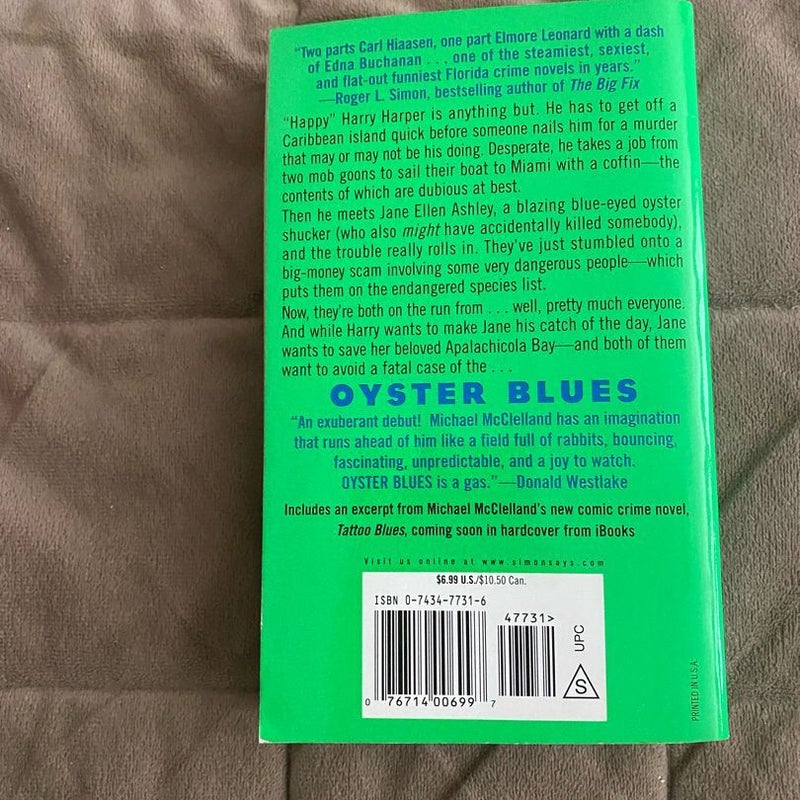 "Two parts Carl Hiaasen, one part Elmore Leonard with a dash
of Edna Buchanan . . . one of the steamiest, sexiest,
and flat-out funniest Florida crime novels in years."
—Roger L. Simon, bestselling author of The Big Fix
"Happy" Harry Harper is anything but. He has to get off a
Caribbean island quick before someone nails him for a murder
that may or may not be his doing. Desperate, he takes a job from
two mob goons to sail their boat to Miami with a coffin—the
contents of which are dubious at best.
Then he meets Jane Ellen Ashley, a blazing blue-eyed oyster
shucker (who also might have accidentally killed somebody),
and the trouble really rolls in. They've just stumbled onto a
big-money scam involving some very dangerous people—which
puts them on the endangered species list.
Now, they're both on the run from . . . well, pretty much everyone.
And while Harry wants to make Jane his catch of the day, Jane
wants to save her beloved Apalachicola Bay—and both of them
want to avoid a fatal case of the . . .
OYSTER BLUES
"An exuberant debut! Michael McClelland has an imagination
that runs ahead of him like a field full of rabbits, bouncing,
fascinating, unpredictable, and a joy to watch.
OYSTER BLUES is a gas."—Donald Westlake
Includes an excerpt from Michael McClelland's new comic crime novel,
Tattoo Blues, coming soon in hardcover from iBooks
Visit us online at www.simonsays.com
$6.99 U.S./$10.50 Can.
ISBN 0-7434-7731-6
47731>
UPC
S
0 76714 00699 7
PRINTED IN U.S.A.